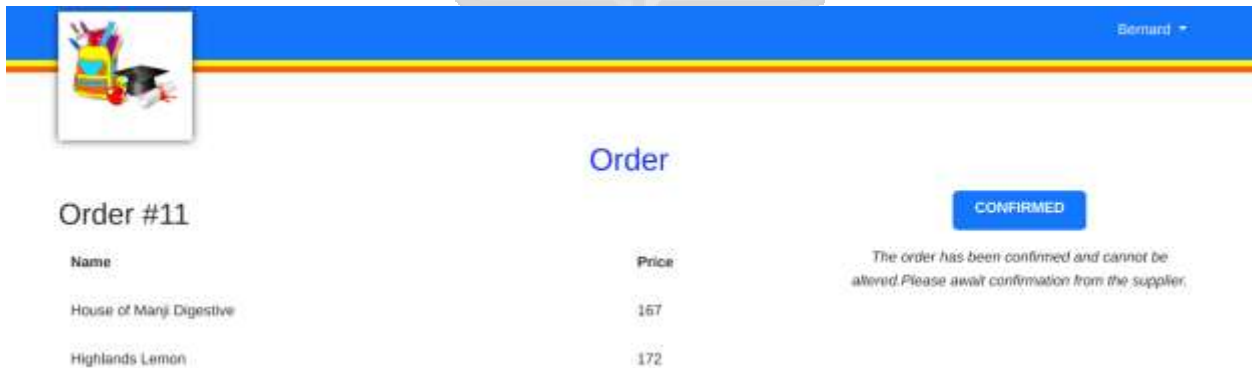 Bernard
Order
Order #11
CONFIRMED
Name Price
The order has been confirmed and cannot be
altered.Please await confirmation from the supplier.
House of Manji Digestive 167
Highlands Lemon 172